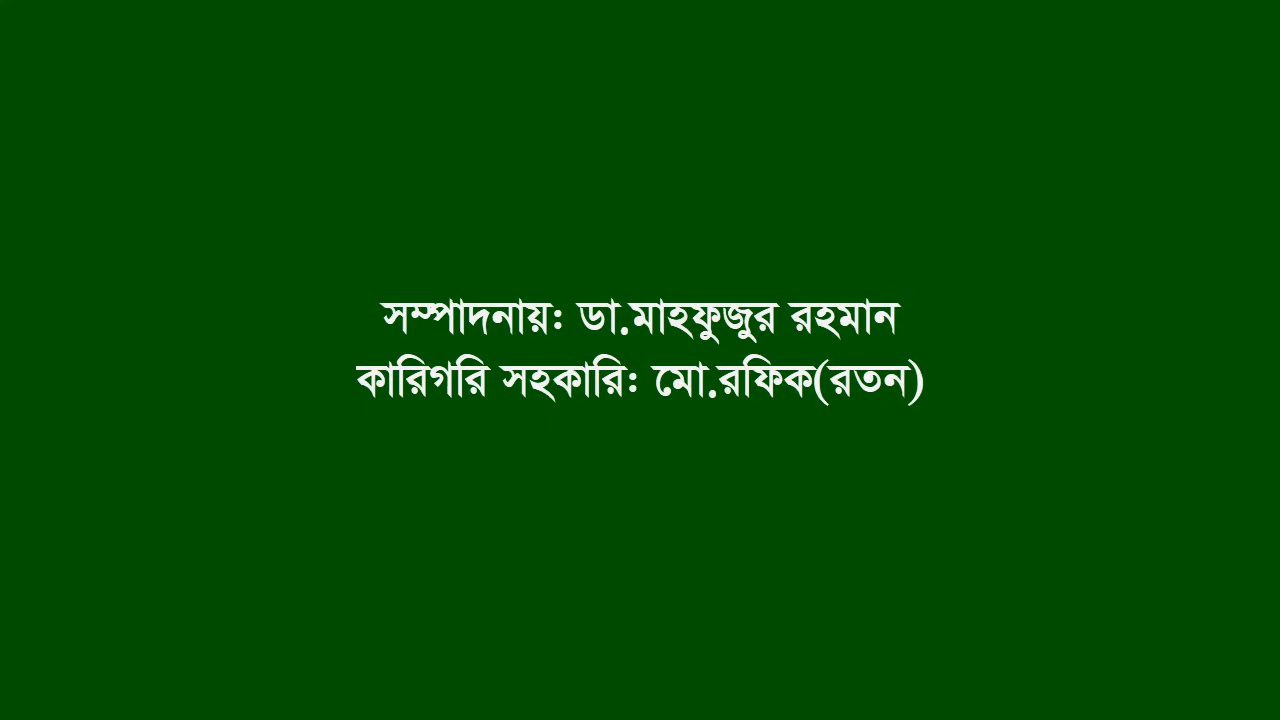 সম্পাদনায়: ডা.মাহফুজুর রহমান
কারিগরি সহকারি: মো.রফিক(রতন)